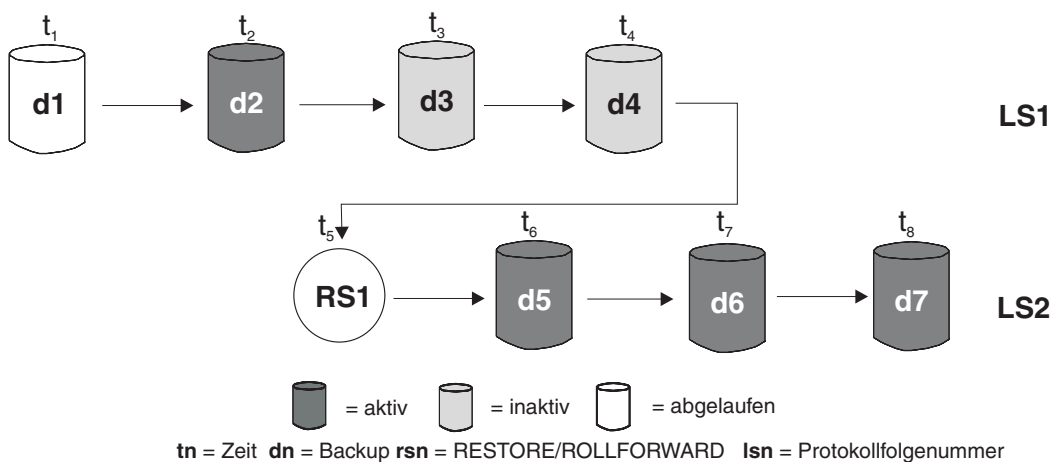 t1 t2 t3 t4
d1 d2 d3 d4 LS1
t5 t6 t7 t8
RS1 d5 d6 d7 LS2
= aktiv = inaktiv = abgelaufen
tn = Zeit dn = Backup rsn = RESTORE/ROLLFORWARD lsn = Protokollfolgenummer